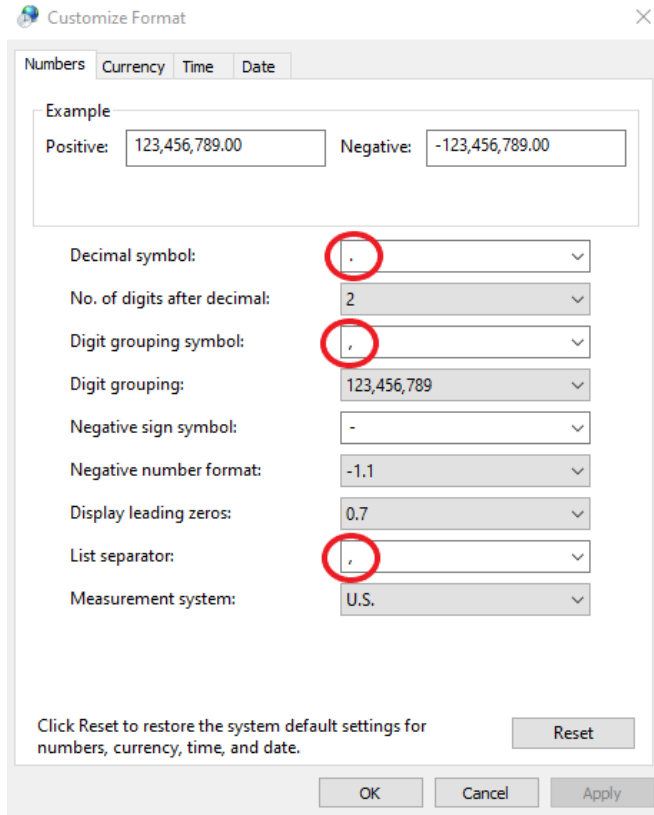 Customize Format
Numbers Currency Time Date
Example
Positive: 123,456,789.00 Negative: -123,456,789.00
Decimal symbol: .
No. of digits after decimal: 2
Digit grouping symbol: ,
Digit grouping: 123,456,789
Negative sign symbol: -
Negative number format: -1.1
Display leading zeros: 0.7
List separator: ,
Measurement system: U.S.
Click Reset to restore the system default settings for
numbers, currency, time, and date.
Reset
OK Cancel Apply